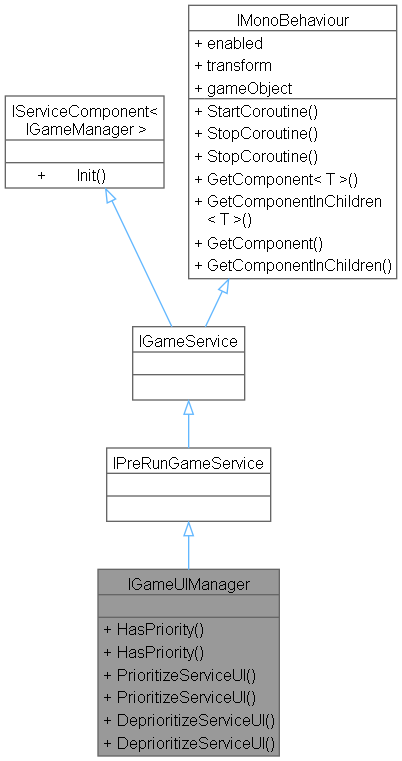 IMonoBehaviour
+ enabled
+ transform
+ gameObject
+ StartCoroutine()
+ StopCoroutine()
+ StopCoroutine()
+ GetComponent< T >()
+ GetComponentInChildren
< T >()
+ GetComponent()
+ GetComponentInChildren()
IServiceComponent<
IGameManager >
+ Init()
IGameService
IPreRunGameService
IGameUIManager
+ HasPriority()
+ HasPriority()
+ PrioritizeServiceUI()
+ PrioritizeServiceUI()
+ DeprioritizeServiceUI()
+ DeprioritizeServiceUI()